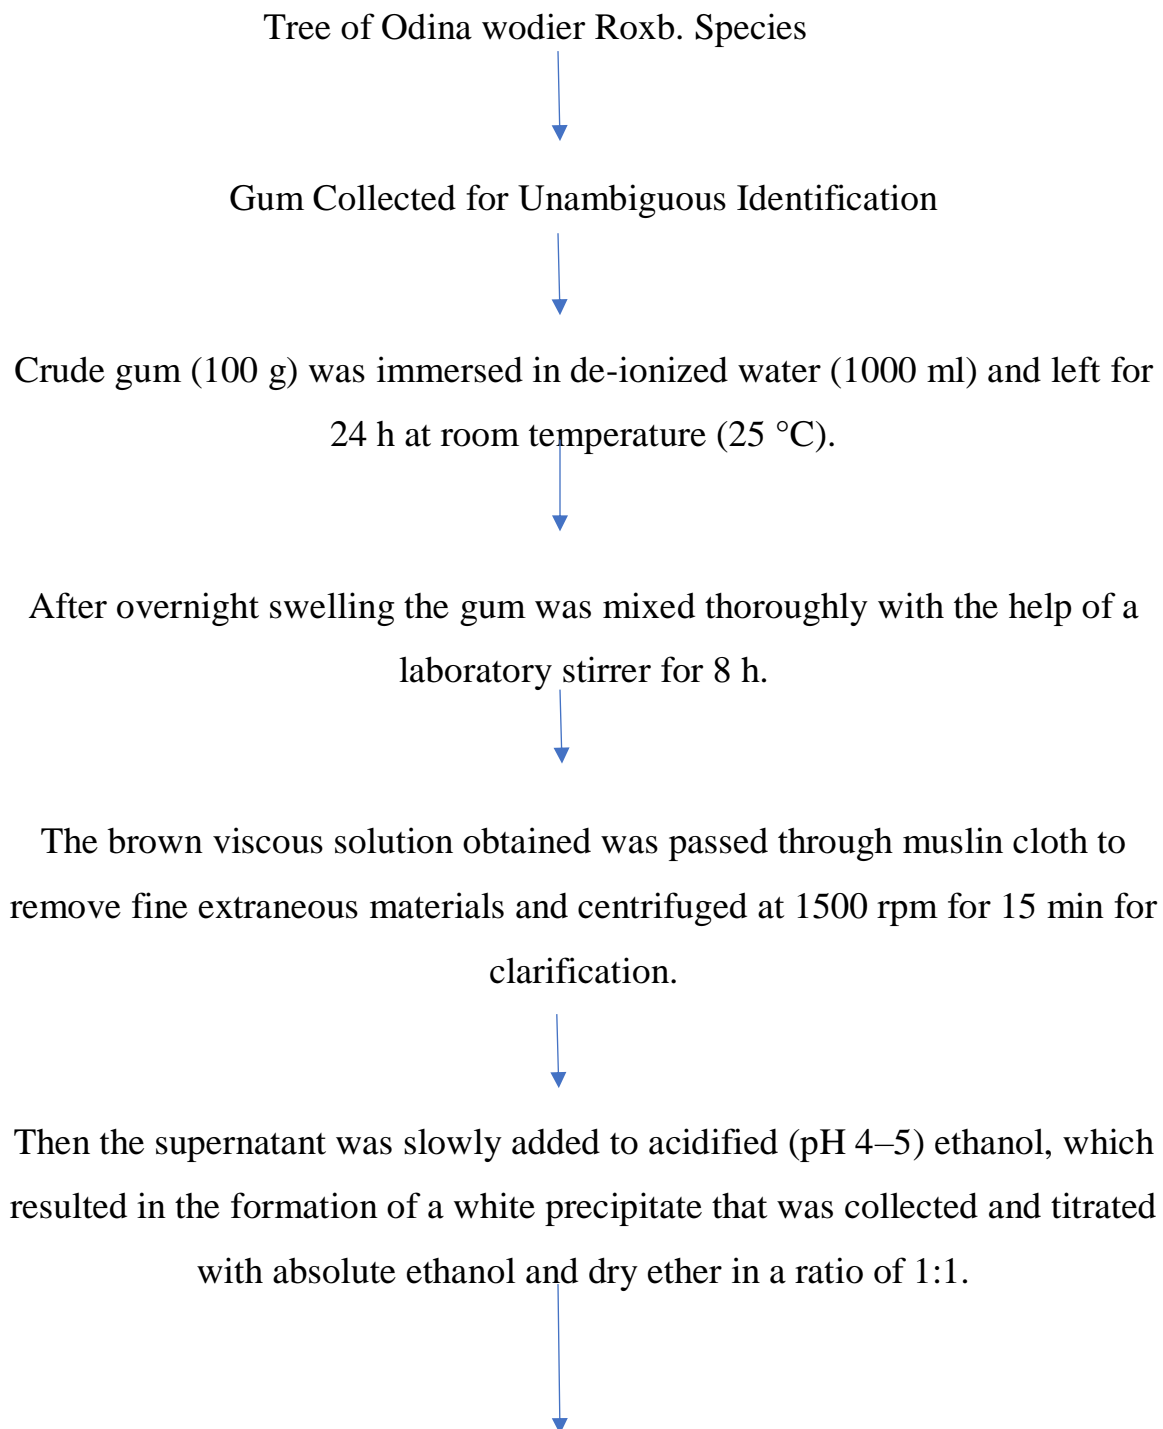 Tree of Odina wodier Roxb. Species
Gum Collected for Unambiguous Identification
Crude gum (100 g) was immersed in de-ionized water (1000 ml) and left for
24 h at room temperature (25 °C).
After overnight swelling the gum was mixed thoroughly with the help of a
laboratory stirrer for 8 h.
The brown viscous solution obtained was passed through muslin cloth to
remove fine extraneous materials and centrifuged at 1500 rpm for 15 min for
clarification.
Then the supernatant was slowly added to acidified (pH 4–5) ethanol, which
resulted in the formation of a white precipitate that was collected and titrated
with absolute ethanol and dry ether in a ratio of 1:1.